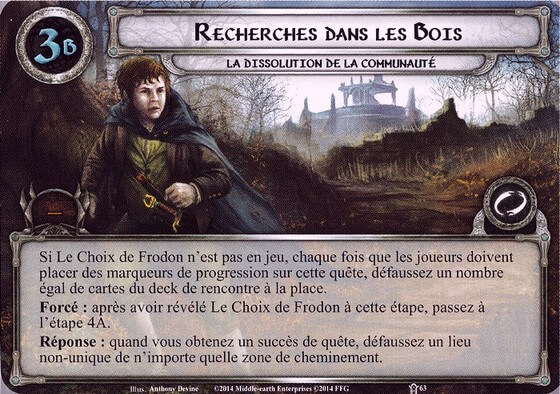 3B
RECHERCHES DANS LES BOIS
LA DISSOLUTION DE LA COMMUNAUTÉ
Si Le Choix de Frodon n'est pas en jeu, chaque fois que les joueurs doivent
placer des marqueurs de progression sur cette quête, défaussez un nombre
égal de cartes du deck de rencontre à la place.
Forcé : après avoir révélé Le Choix de Frodon à cette étape, passez à
l'étape 4A.
Réponse : quand vous obtenez un succès de quête, défaussez un lieu
non-unique de n'importe quelle zone de cheminement.
Illus. Anthony Devine ©2014 Middle-earth Enterprises ©2014 FFG 63